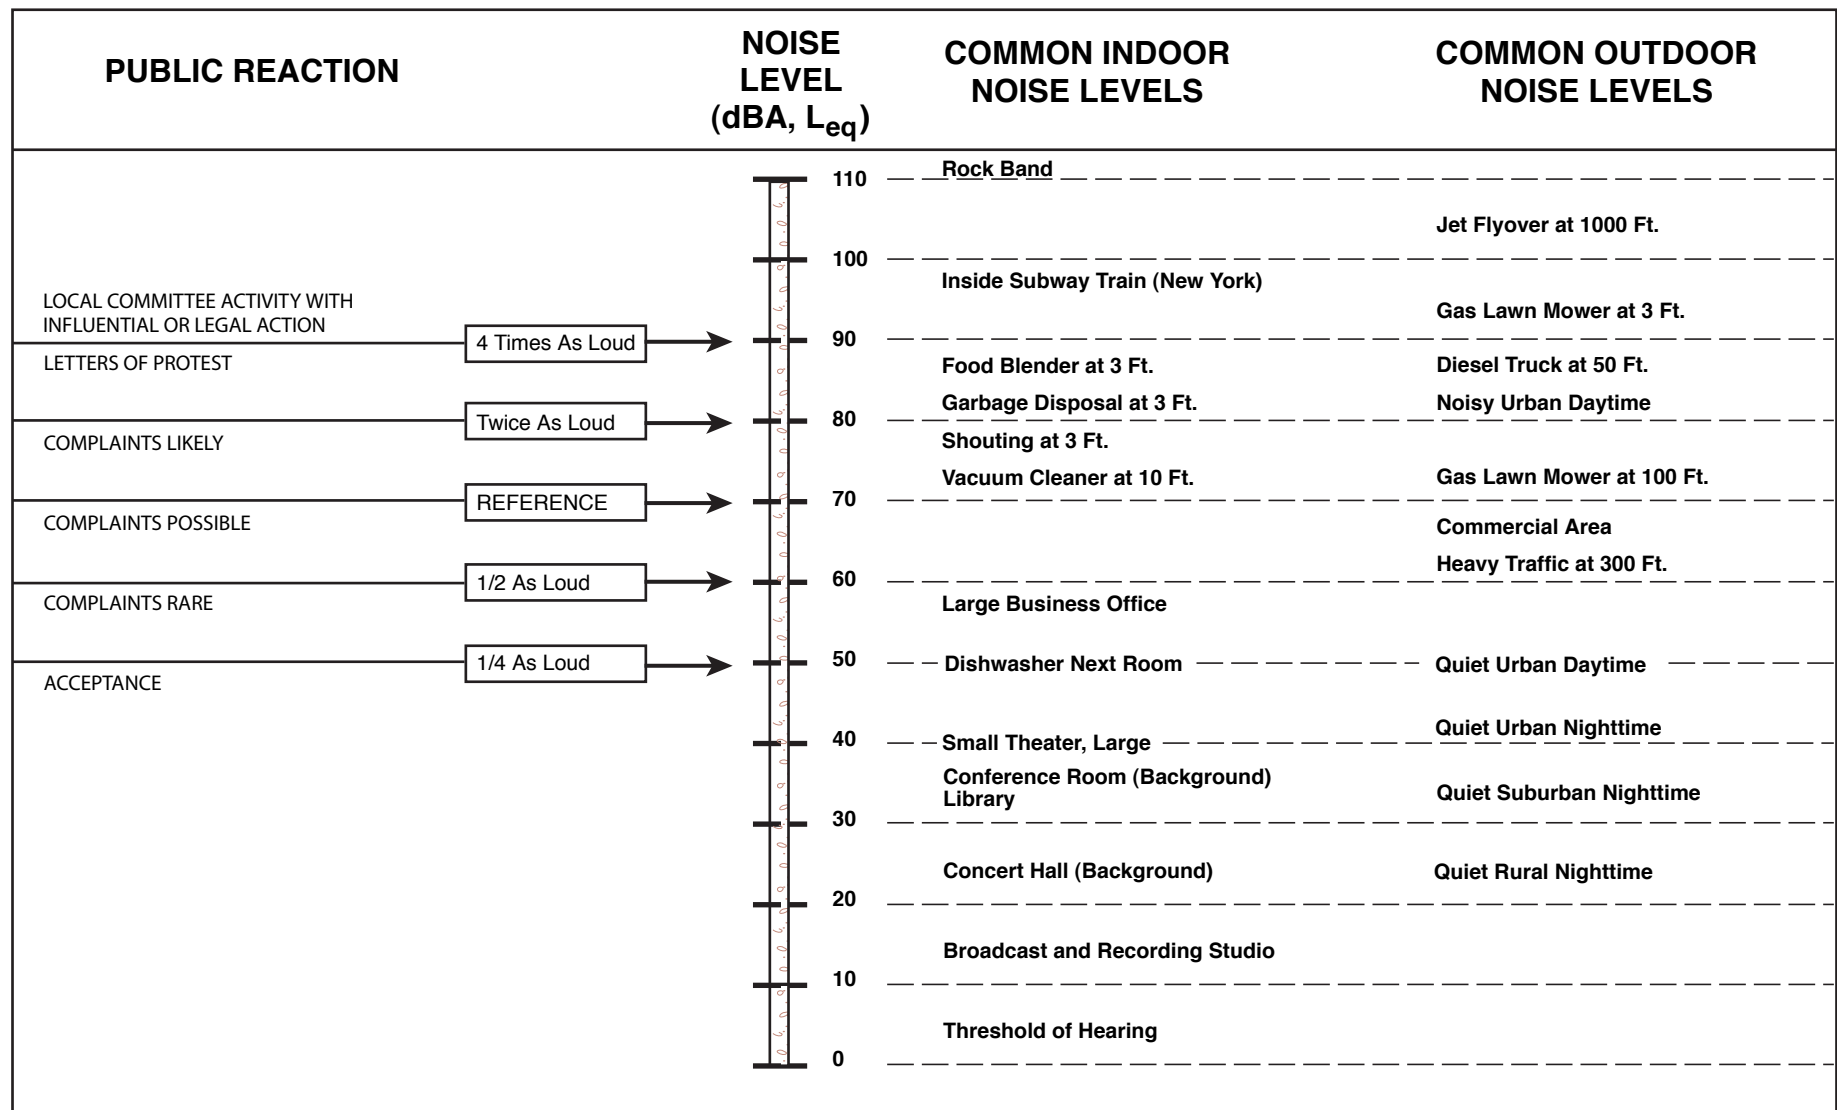 PUBLIC REACTION
NOISE
LEVEL
(dBA, Leq)
COMMON INDOOR
NOISE LEVELS
COMMON OUTDOOR
NOISE LEVELS
LOCAL COMMITTEE ACTIVITY WITH
INFLUENTIAL OR LEGAL ACTION
LETTERS OF PROTEST
COMPLAINTS LIKELY
COMPLAINTS POSSIBLE
COMPLAINTS RARE
ACCEPTANCE
4 Times As Loud
Twice As Loud
REFERENCE
1/2 As Loud
1/4 As Loud
110
100
90
80
70
60
50
40
30
20
10
0
Rock Band
Inside Subway Train (New York)
Food Blender at 3 Ft.
Garbage Disposal at 3 Ft.
Shouting at 3 Ft.
Vacuum Cleaner at 10 Ft.
Large Business Office
Dishwasher Next Room
Small Theater, Large
Conference Room (Background)
Library
Concert Hall (Background)
Broadcast and Recording Studio
Threshold of Hearing
Jet Flyover at 1000 Ft.
Gas Lawn Mower at 3 Ft.
Diesel Truck at 50 Ft.
Noisy Urban Daytime
Gas Lawn Mower at 100 Ft.
Commercial Area
Heavy Traffic at 300 Ft.
Quiet Urban Daytime
Quiet Urban Nighttime
Quiet Suburban Nighttime
Quiet Rural Nighttime